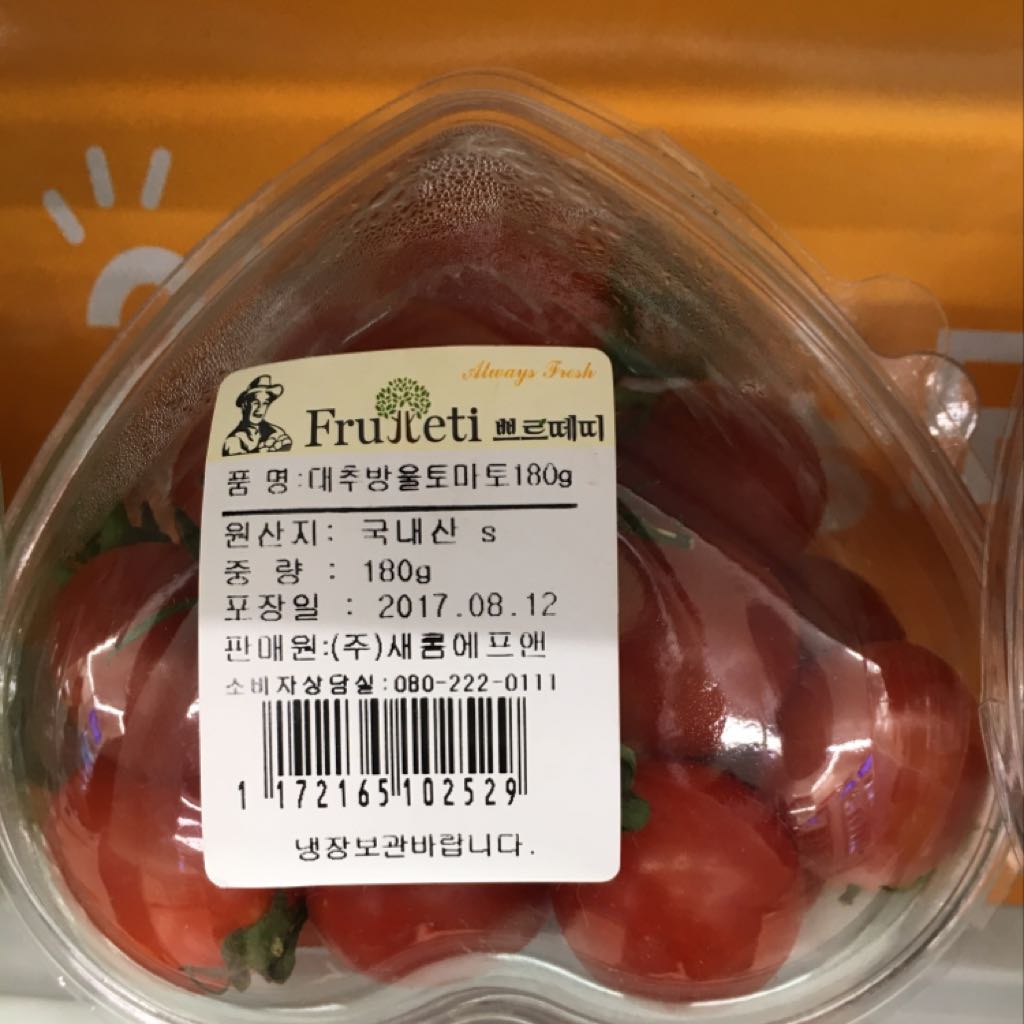 Always Fresh
Frutteti 쁘르떼띠
품 명:대추방울토마토180g
원산지: 국내산 s
중 량 : 180g
포장일 : 2017.08.12
판매원:(주)새롬에프앤
소비자상담실:080-222-0111
1 172165 102529
냉장보관바랍니다.